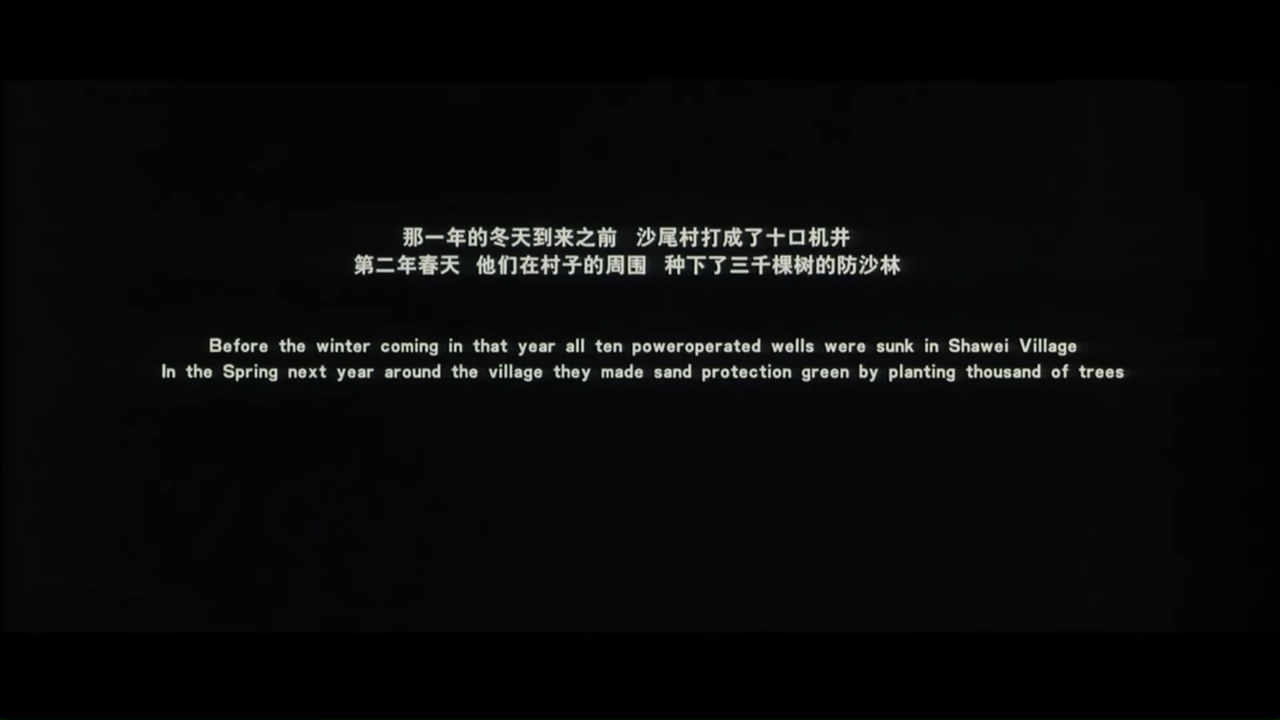 那一年的冬天到来之前 沙尾村打成了十口机井
第二年春天 他们在村子的周围 种下了三千棵树的防沙林
Before the winter coming in that year all ten poweroperated wells were sunk in Shawei Village
In the Spring next year around the village they made sand protection green by planting thousand of trees